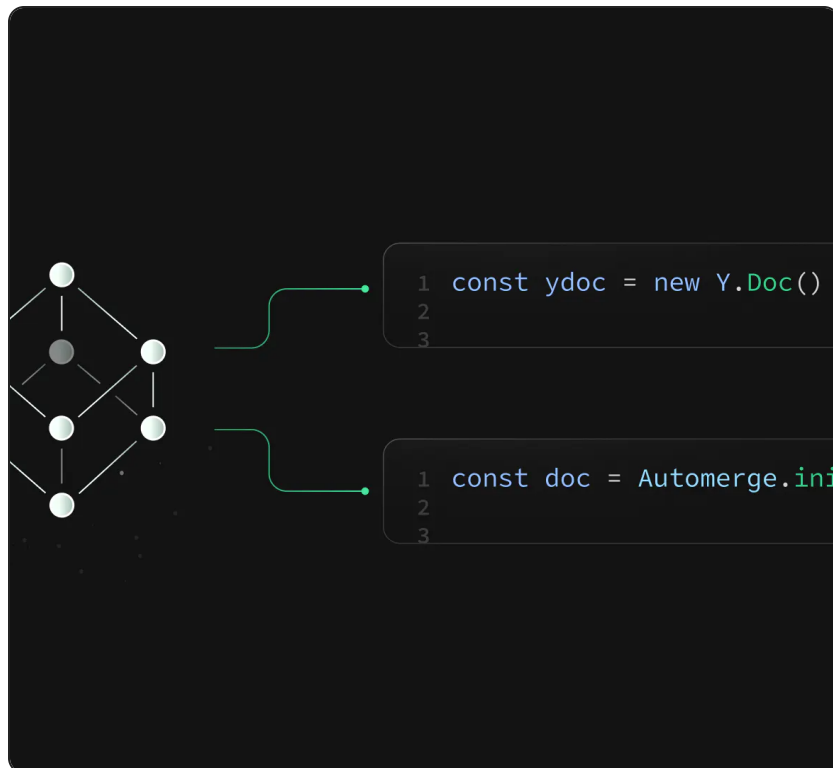 1 const ydoc = new Y.Doc()
2
3
1 const doc = Automerge.ini
2
3